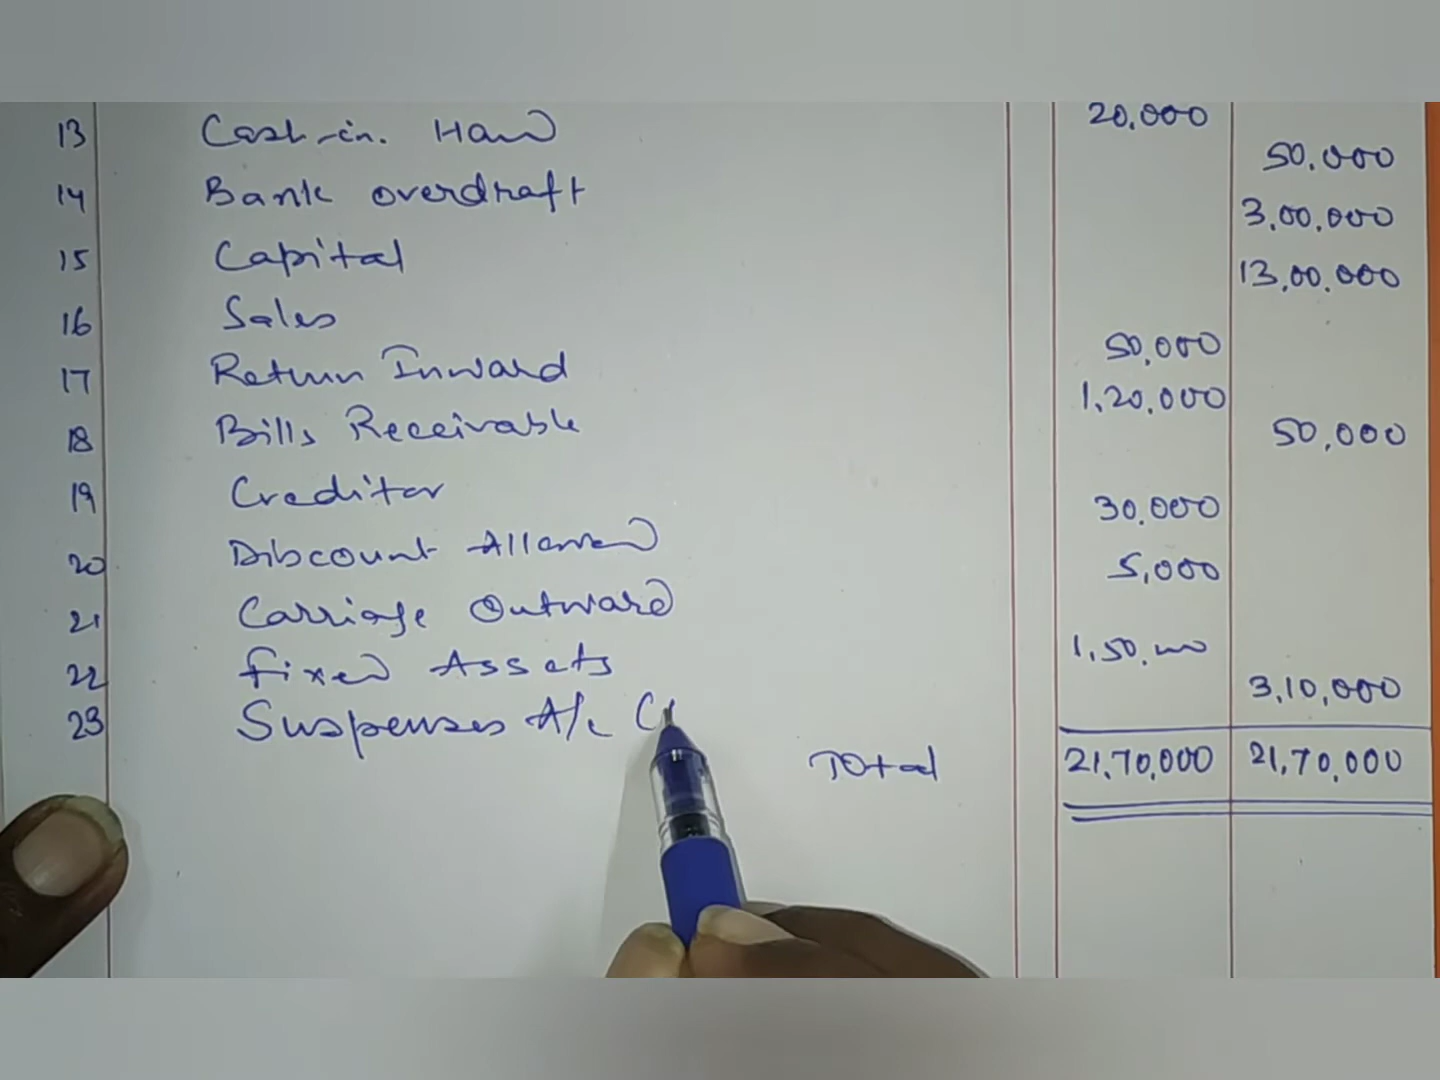 13 Cash-in. Hand 20,000
14 Bank overdraft 50,000
15 Capital 3,00,000
16 Sales 13,00,000
17 Return Inward 50,000
18 Bills Receivable 1,20,000
19 Creditor 50,000
20 Discount Allowed 30,000
21 Carriage Outward 5,000
22 Fixed Assets 1,50,000
23 Suspenses A/c ( 3,10,000
Total 21,70,000 21,70,000